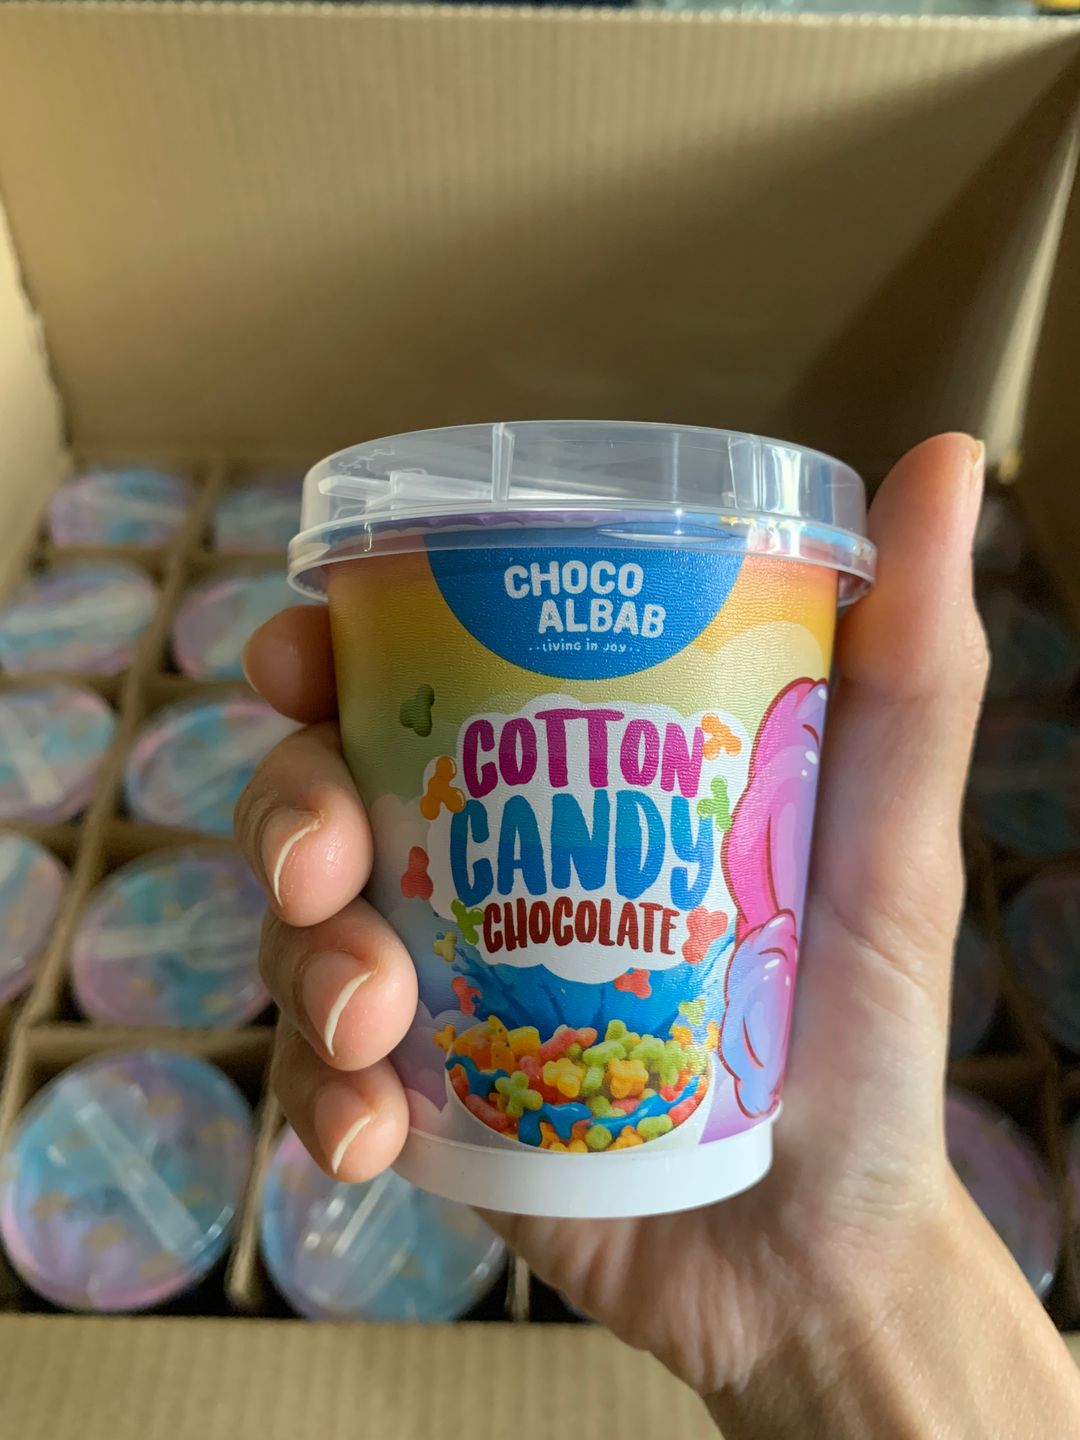 CHOCO
ALBAB
..Living in Joy..
COTTON
CANDY
CHOCOLATE